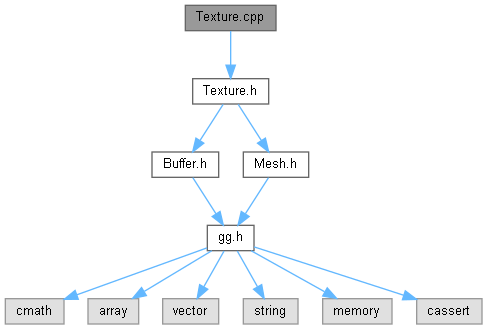 Texture.cpp
Texture.h
Buffer.h
Mesh.h
gg.h
cmath
array
vector
string
memory
cassert